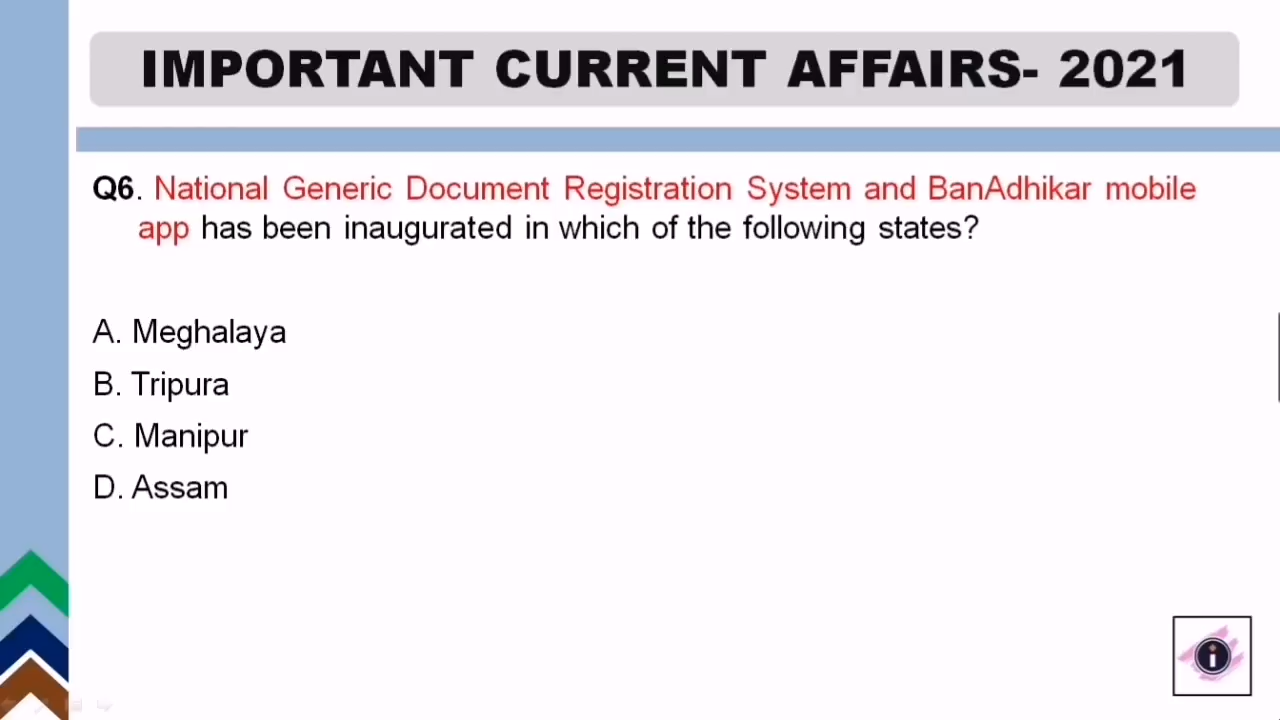 IMPORTANT CURRENT AFFAIRS- 2021
Q6. National Generic Document Registration System and BanAdhikar mobile
app has been inaugurated in which of the following states?
A. Meghalaya
B. Tripura
C. Manipur
D. Assam
i